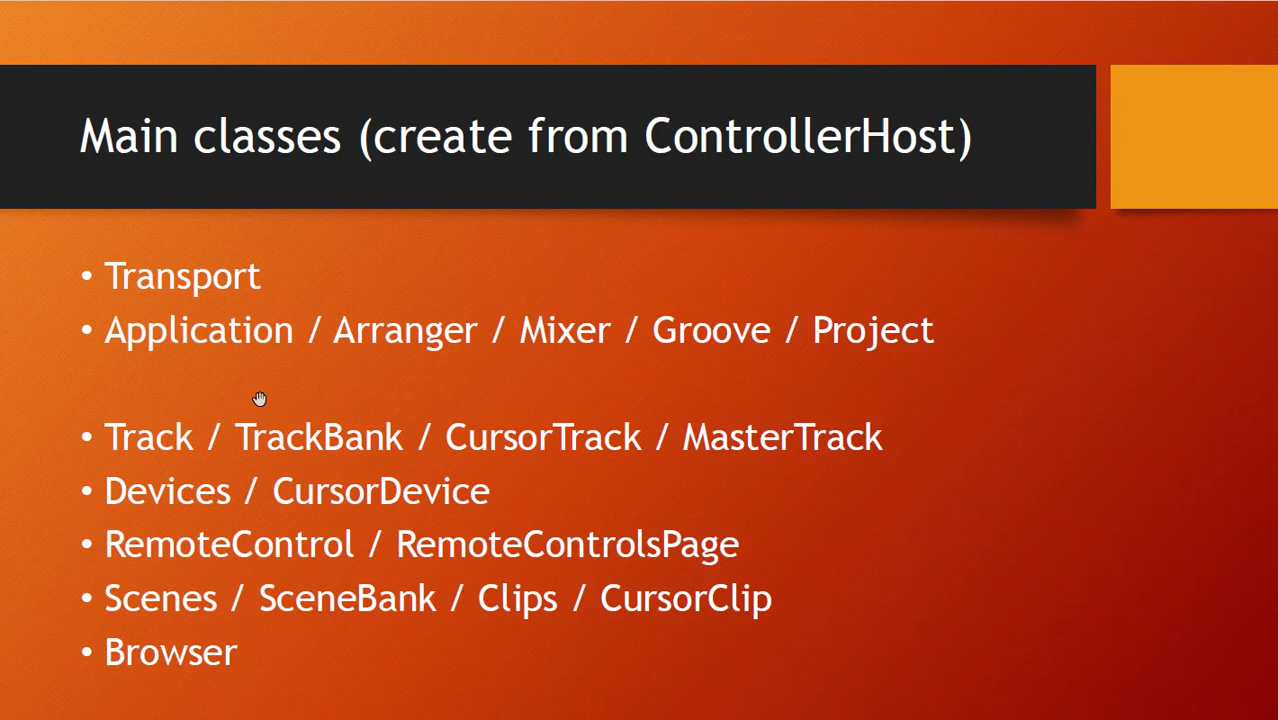 Main classes (create from ControllerHost)
• Transport
• Application / Arranger / Mixer / Groove / Project
• Track / TrackBank / CursorTrack / MasterTrack
• Devices / CursorDevice
• RemoteControl / RemoteControlsPage
• Scenes / SceneBank / Clips / CursorClip
• Browser